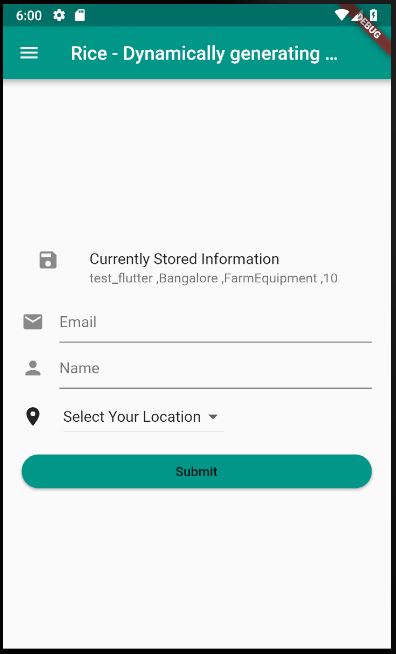 6:00
DEBUG
Rice - Dynamically generating ...
Currently Stored Information
test_flutter ,Bangalore ,FarmEquipment ,10
Email
Name
Select Your Location
Submit